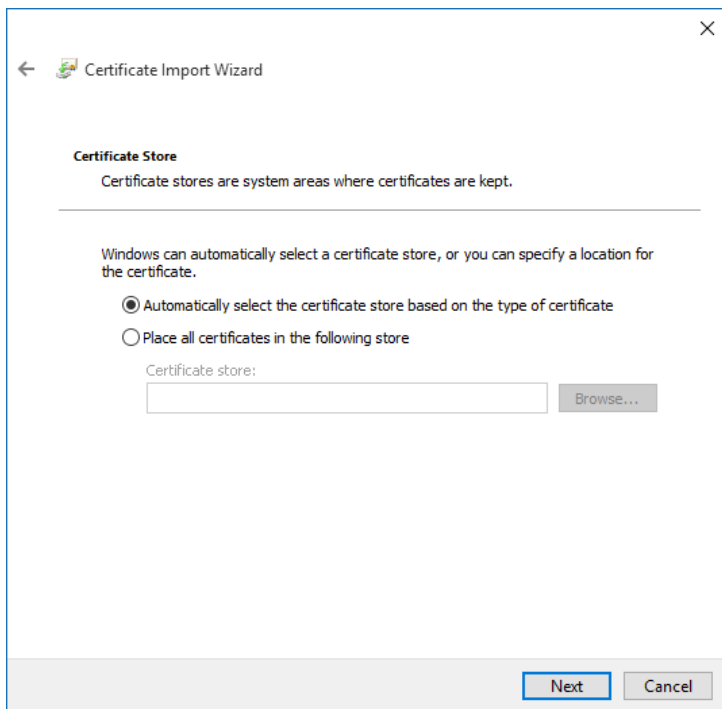 Certificate Import Wizard
Certificate Store
Certificate stores are system areas where certificates are kept.
Windows can automatically select a certificate store, or you can specify a location for
the certificate.
Automatically select the certificate store based on the type of certificate
Place all certificates in the following store
Certificate store:
Browse...
Next
Cancel